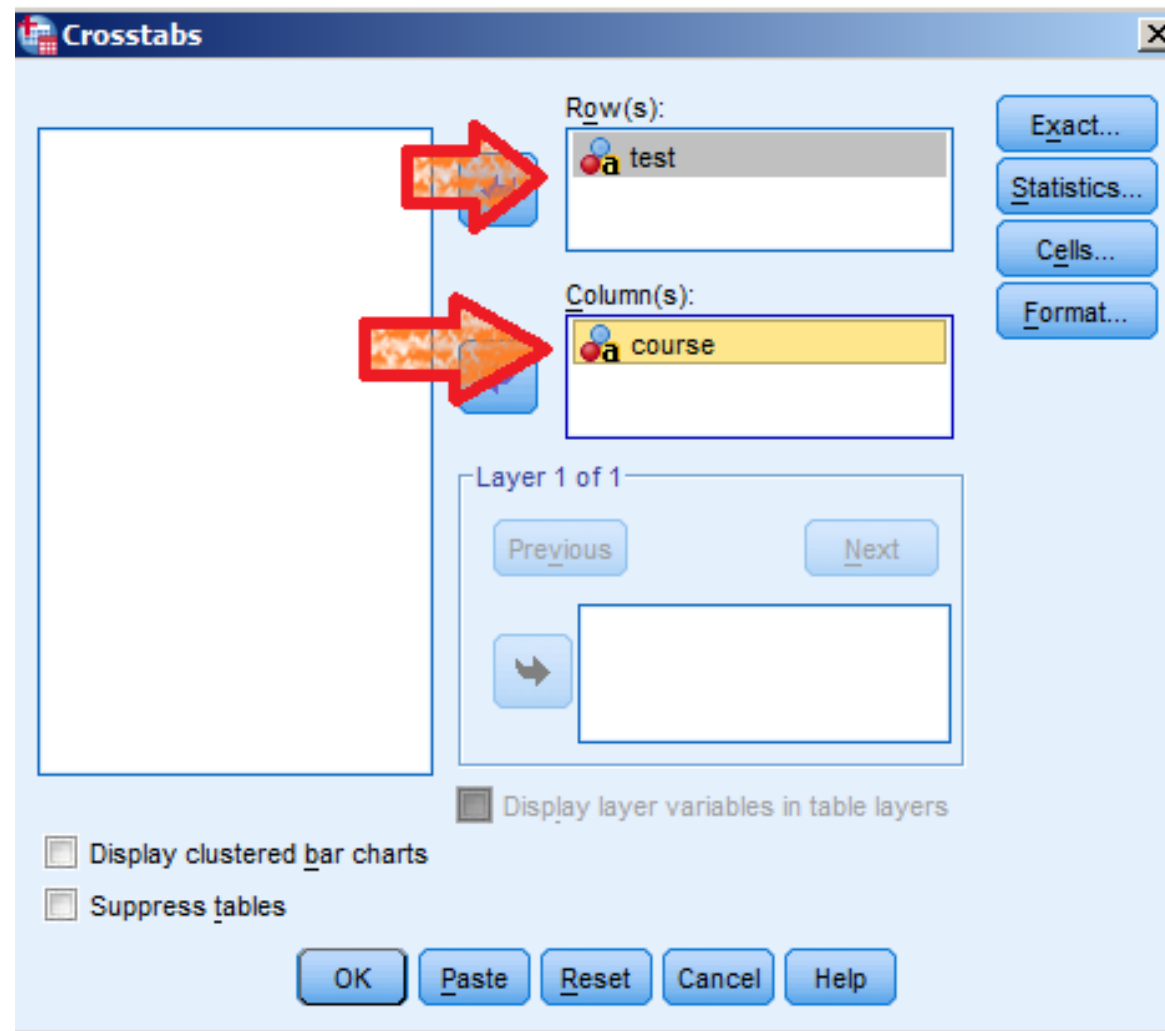 Crosstabs
Row(s):
a test
Exact...
Statistics...
Cells...
Format...
Column(s):
a course
Layer 1 of 1
Previous
Next
Display layer variables in table layers
Display clustered bar charts
Suppress tables
OK Paste Reset Cancel Help